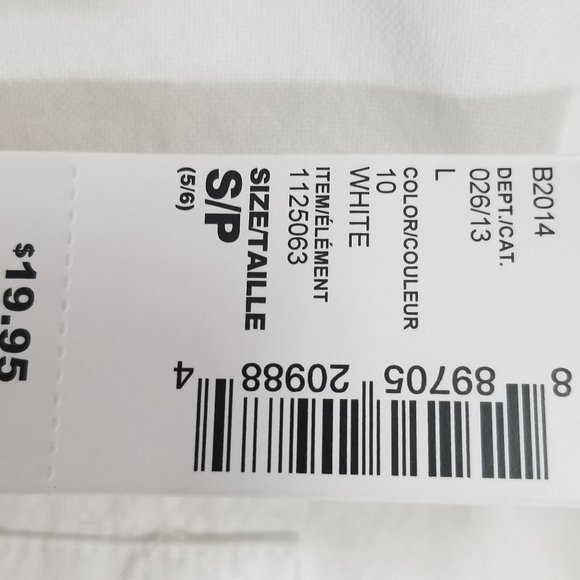 B2014
DEPT./CAT.
026/13
L
COLOR/COULEUR
10
WHITE
ITEM/ÉLÉMENT
1125063
SIZE/TAILLE
S/P
(5/6)
8 89705 20988 4
$19.95